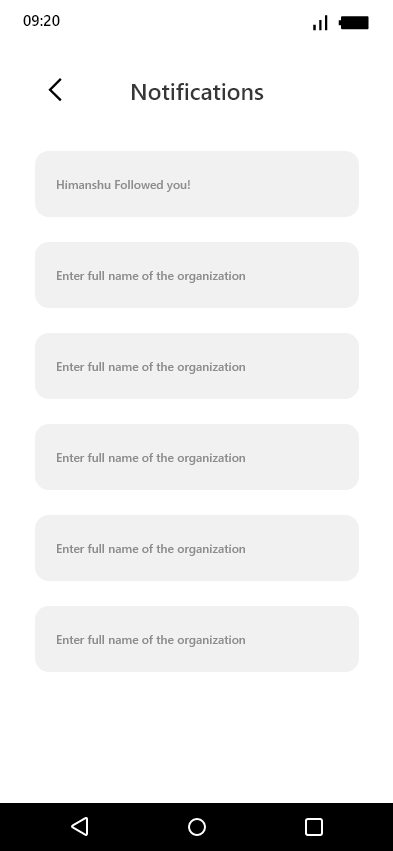 09:20
Notifications
Himanshu Followed you!
Enter full name of the organization
Enter full name of the organization
Enter full name of the organization
Enter full name of the organization
Enter full name of the organization